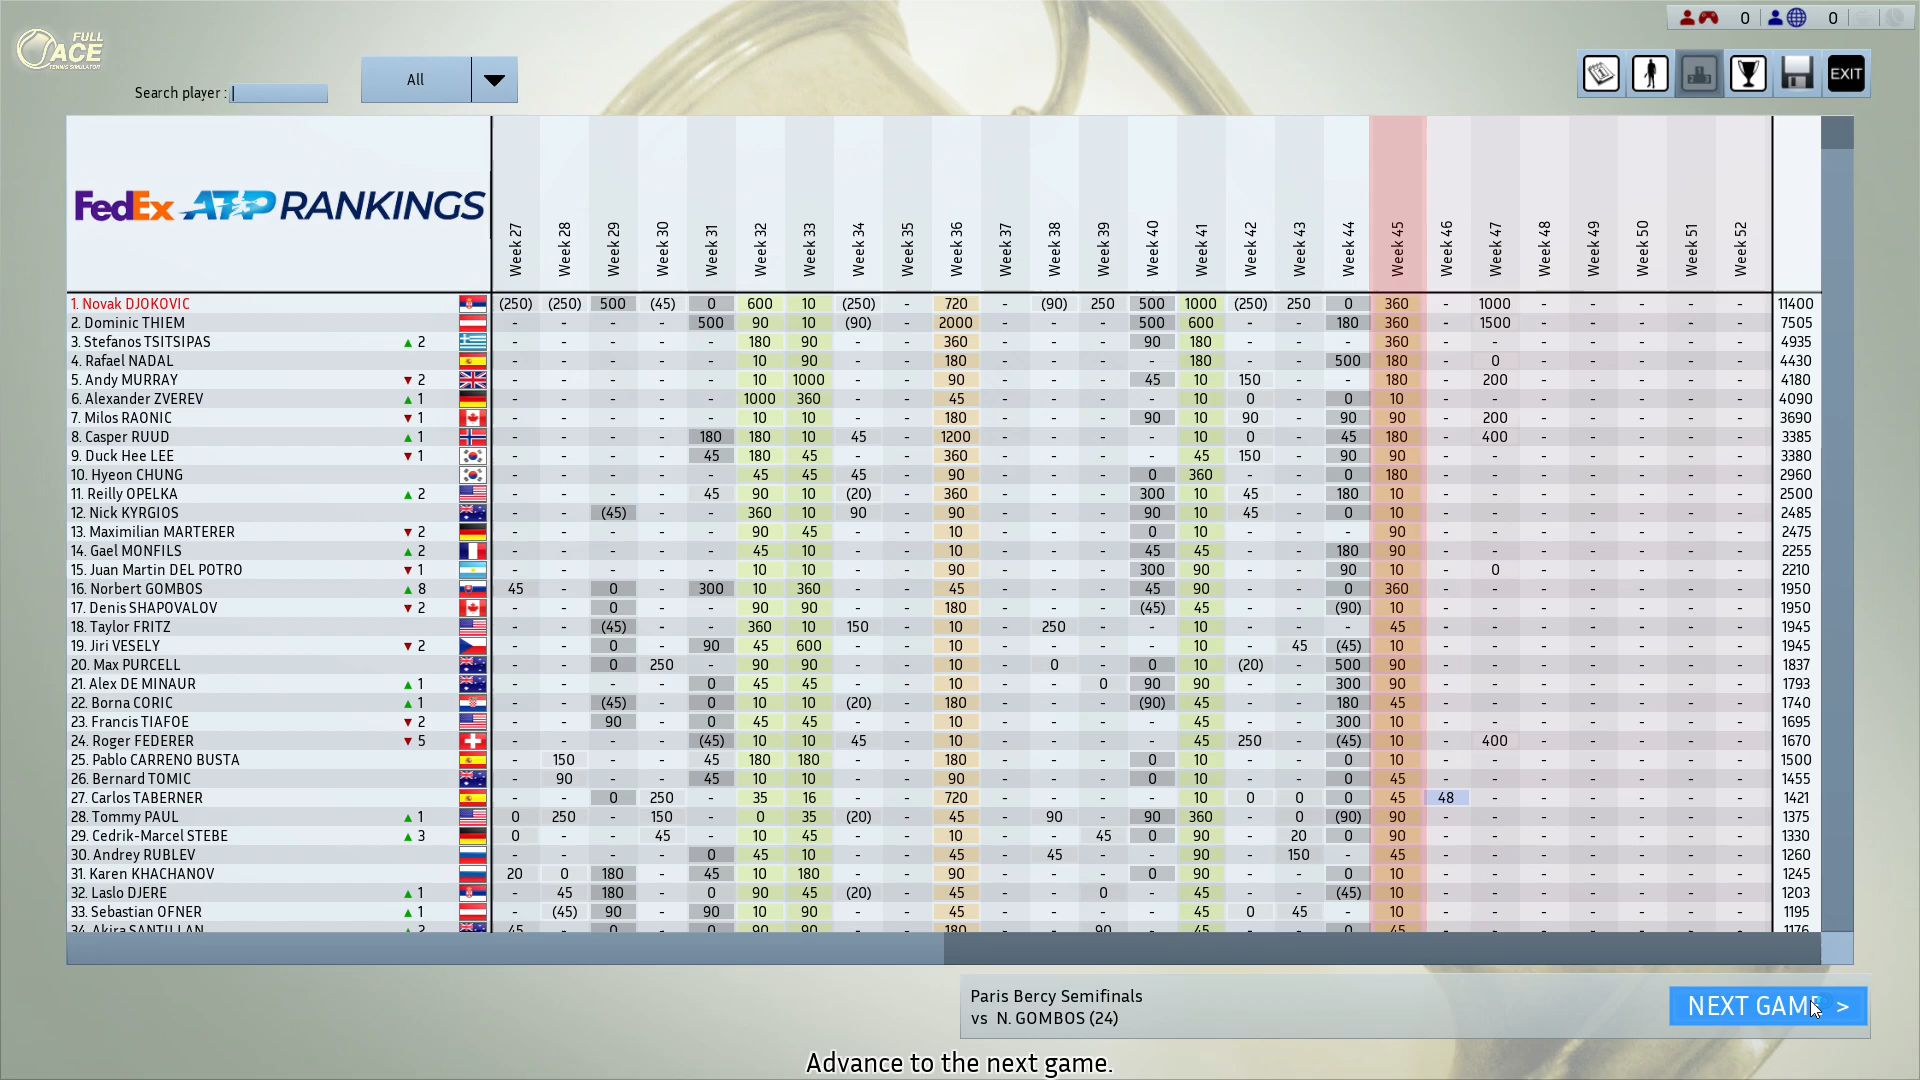 FULL
ACE
TENNIS SIMULATOR
0 0
Search player : All
EXIT
FedEx ATP RANKINGS
Week 27 Week 28 Week 29 Week 30 Week 31 Week 32 Week 33 Week 34 Week 35 Week 36 Week 37 Week 38 Week 39 Week 40 Week 41 Week 42 Week 43 Week 44 Week 45 Week 46 Week 47 Week 48 Week 49 Week 50 Week 51 Week 52
1. Novak DJOKOVIC (250) (250) 500 (45) 0 600 10 (250) - 720 - (90) 250 500 1000 (250) 250 0 360 - 1000 - - - - - 11400
2. Dominic THIEM - - - - 500 90 10 (90) - 2000 - - - 500 600 - - 180 360 - 1500 - - - - - 7505
3. Stefanos TSITSIPAS 2 - - - - - 180 90 - - 360 - - - 90 180 - - - 360 - - - - - - - 4935
4. Rafael NADAL - - - - - 10 90 - - 180 - - - - 180 - - 500 180 - 0 - - - - - 4430
5. Andy MURRAY 2 - - - - - 10 1000 - - 90 - - - 45 10 150 - - 180 - 200 - - - - - 4180
6. Alexander ZVEREV 1 - - - - - 1000 360 - - 45 - - - - 10 0 - 0 10 - - - - - - - 4090
7. Milos RAONIC 1 - - - - - 10 10 - - 180 - - - 90 10 90 - 90 90 - 200 - - - - - 3690
8. Casper RUUD 1 - - - - 180 180 10 45 - 1200 - - - - 10 0 - 45 180 - 400 - - - - - 3385
9. Duck Hee LEE 1 - - - - 45 180 45 - - 360 - - - - 45 150 - 90 90 - - - - - - - 3380
10. Hyeon CHUNG - - - - - 45 45 45 - 90 - - - 0 360 - - 0 180 - - - - - - - 2960
11. Reilly OPELKA 2 - - - - 45 90 10 (20) - 360 - - - 300 10 45 - 180 10 - - - - - - - 2500
12. Nick KYRGIOS - - (45) - - 360 10 90 - 90 - - - 90 10 45 - 0 10 - - - - - - - 2485
13. Maximilian MARTERER 2 - - - - - 90 45 - - 10 - - - 0 10 - - - 90 - - - - - - - 2475
14. Gael MONFILS 2 - - - - - 45 10 - - 10 - - - 45 45 - - 180 90 - - - - - - - 2255
15. Juan Martin DEL POTRO 1 - - - - - 10 10 - - 90 - - - 300 90 - - 90 10 - 0 - - - - - 2210
16. Norbert GOMBOS 8 45 - 0 - 300 10 360 - - 45 - - - 45 90 - - 0 360 - - - - - - - 1950
17. Denis SHAPOVALOV 2 - - 0 - - 90 90 - - 180 - - - (45) 45 - - (90) 10 - - - - - - - 1950
18. Taylor FRITZ - - (45) - - 360 10 150 - 10 - 250 - - 10 - - - 45 - - - - - - - 1945
19. Jiri VESELY 2 - - 0 - 90 45 600 - - 10 - - - - 10 - 45 (45) 10 - - - - - - - 1945
20. Max PURCELL - - 0 250 - 90 90 - - 10 - 0 - 0 10 (20) - 500 90 - - - - - - - 1837
21. Alex DE MINAUR 1 - - - - 0 45 45 - - 10 - - 0 90 90 - - 300 90 - - - - - - - 1793
22. Borna CORIC 1 - - (45) - 0 10 10 (20) - 180 - - - (90) 45 - - 180 45 - - - - - - - 1740
23. Francis TIAFOE 2 - - 90 - 0 45 45 - - 10 - - - - 45 - - 300 10 - - - - - - - 1695
24. Roger FEDERER 5 - - - - (45) 10 10 45 - 10 - - - - 45 250 - (45) 10 - 400 - - - - - 1670
25. Pablo CARRENO BUSTA - 150 - - 45 180 180 - - 180 - - - 0 10 - - 0 10 - - - - - - - 1500
26. Bernard TOMIC - 90 - - 45 10 10 - - 90 - - - 0 10 - - 0 45 - - - - - - - 1455
27. Carlos TABERNER - - 0 250 - 35 16 - - 720 - - - - 10 0 0 0 45 48 - - - - - - 1421
28. Tommy PAUL 1 0 250 - 150 - 0 35 (20) - 45 - 90 - 90 360 - 0 (90) 90 - - - - - - - 1375
29. Cedrik-Marcel STEBE 3 0 - - 45 - 10 45 - - 10 - - 45 0 90 - 20 0 90 - - - - - - - 1330
30. Andrey RUBLEV - - - - 0 45 10 - - 45 - 45 - - 90 - 150 - 45 - - - - - - - 1260
31. Karen KHACHANOV 20 0 180 - 45 10 180 - - 90 - - - 0 90 - - 0 10 - - - - - - - 1245
32. Laslo DJERE 1 - 45 180 - 0 90 45 (20) - 45 - - 0 - 45 - - (45) 10 - - - - - - - 1203
33. Sebastian OFNER 1 - (45) 90 - 90 10 90 - - 45 - - - - 45 0 45 - 10 - - - - - - - 1195
34. Akira SANTILLAN 2 45 - 0 - 0 90 90 - - 180 - - 90 - 45 - - 0 45 - - - - - - - 1176
Paris Bercy Semifinals
vs N. GOMBOS (24)
NEXT GAME >
Advance to the next game.